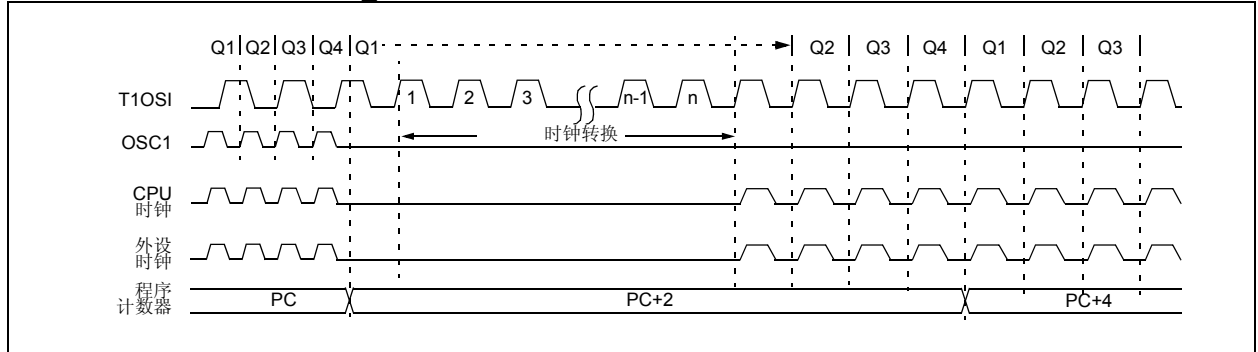 Q1 Q2 Q3 Q4 Q1 Q2 Q3 Q4 Q1 Q2 Q3
T1OSI 1 2 3 n-1 n
时钟转换
OSC1
CPU
时钟
外设
时钟
程序
计数器
PC PC+2 PC+4